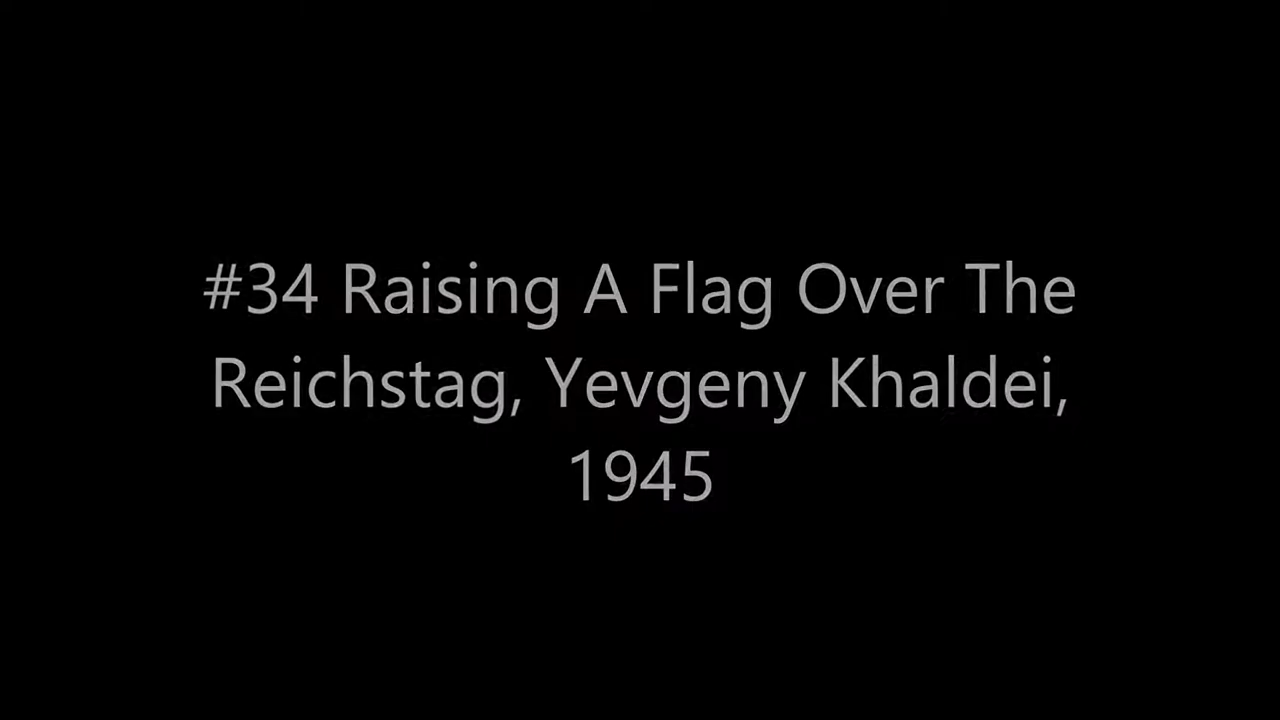 #34 Raising A Flag Over The
Reichstag, Yevgeny Khaldei,
1945